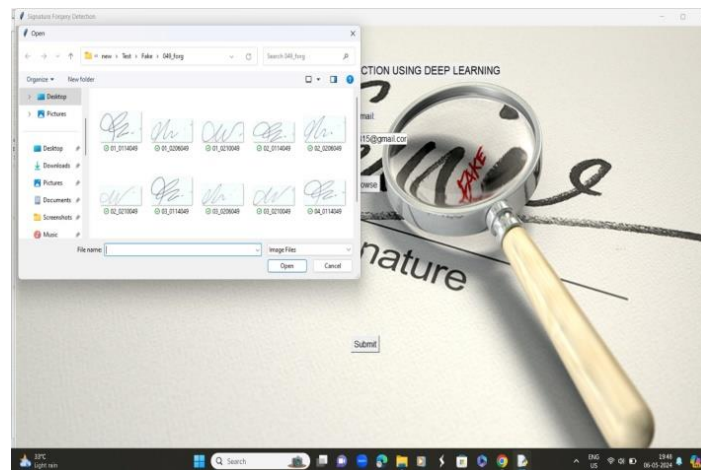 Signature Forgery Detection
Open
new > Test > Fake > 049_forg
Search 049_forg
Organize
New folder
Desktop
Pictures
Desktop
Downloads
Pictures
Documents
Screenshots
Music
01_0114049
01_0206049
01_0210049
02_0114049
02_0206049
02_0210049
03_0114049
03_0206049
03_0210049
04_0114049
File name:
Image Files
Open
Cancel
CTION USING DEEP LEARNING
mail:
15@gmail.cor
owse
FAKE
nature
Submit
33°C
Light rain
Search
ENG
US
19:48
06-05-2024